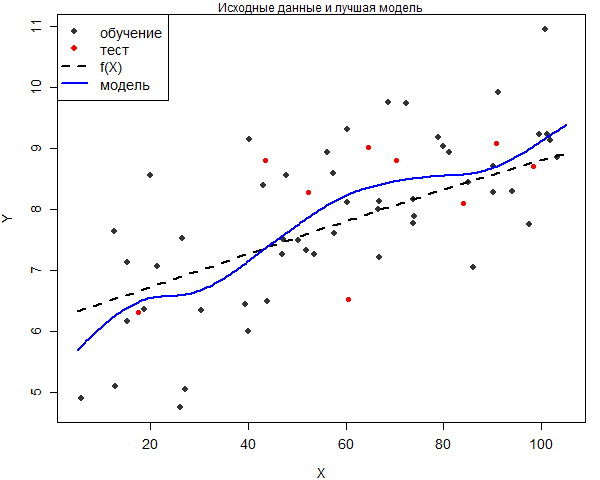 Исходные данные и лучшая модель
обучение
тест
f(X)
модель
11
10
9
8
7
6
5
Y
20 40 60 80 100
X